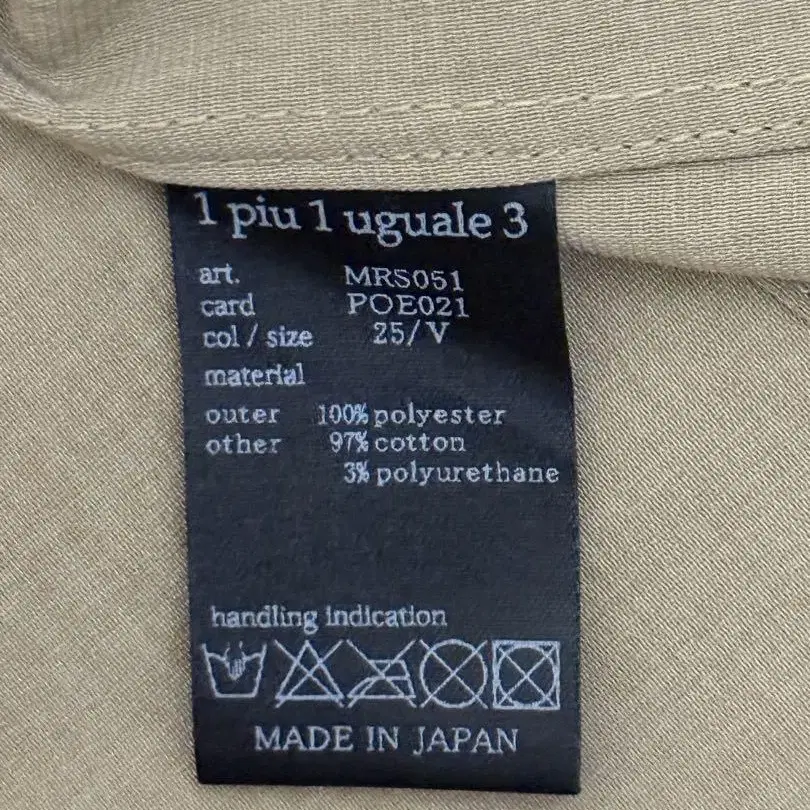 1 piu 1 uguale 3
art. MRS051
card POE021
col / size 25/V
material
outer 100% polyester
other 97% cotton
3% polyurethane
handling indication
MADE IN JAPAN